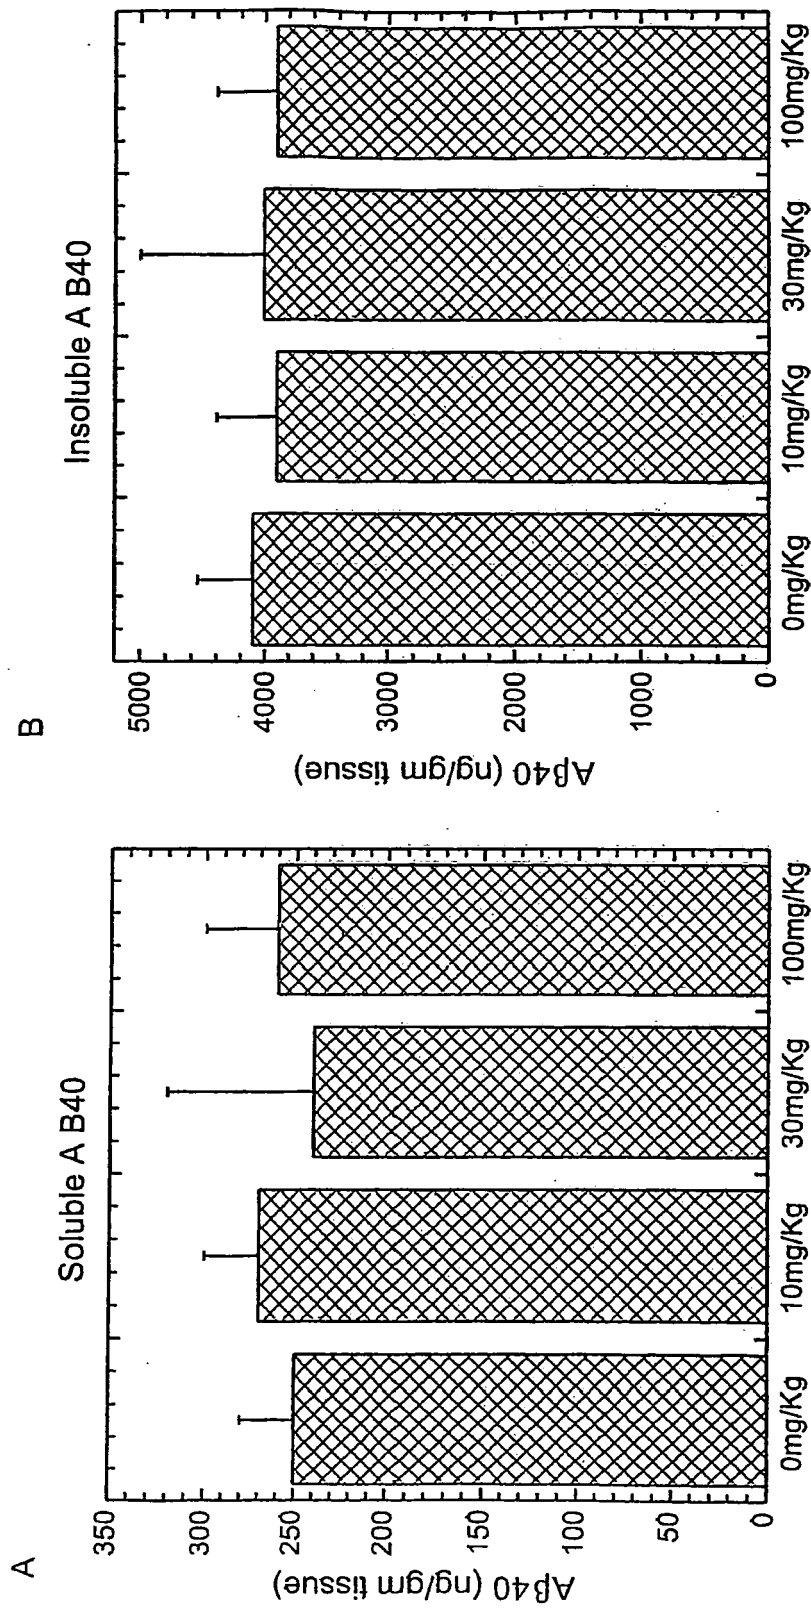 A
Soluble A B40
Aβ40 (ng/gm tissue)
350
300
250
200
150
100
50
0
0mg/Kg
10mg/Kg
30mg/Kg
100mg/Kg
B
Insoluble A B40
Aβ40 (ng/gm tissue)
5000
4000
3000
2000
1000
0
0mg/Kg
10mg/Kg
30mg/Kg
100mg/Kg